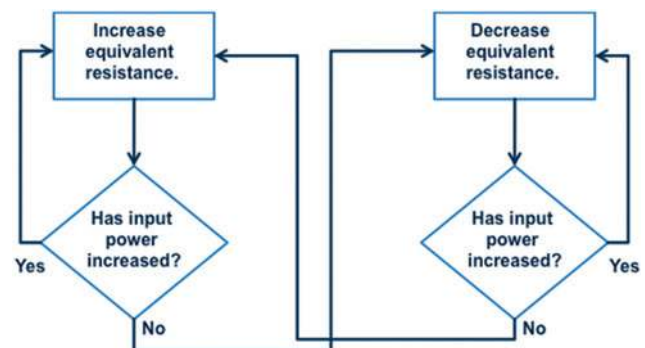 Increase
equivalent
resistance.
Has input
power
increased?
Yes
No
Decrease
equivalent
resistance.
Has input
power
increased?
Yes
No